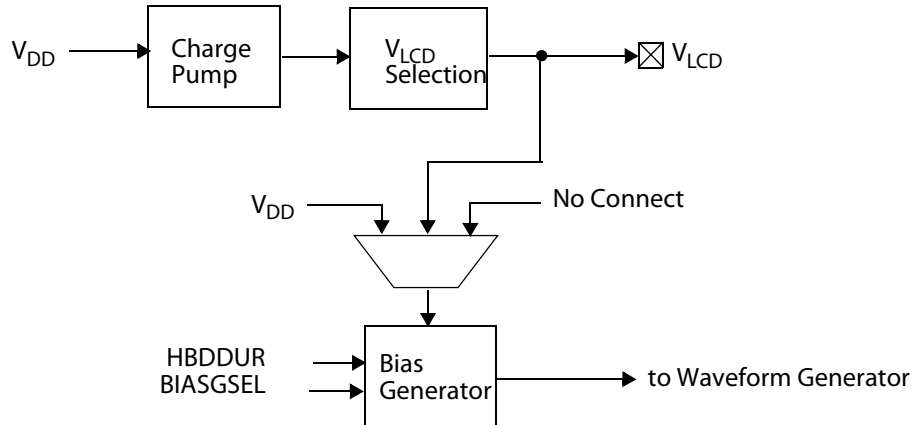 VDD
Charge
Pump
VLCD
Selection
VLCD
VDD
No Connect
HBDDUR
BIASGSEL
Bias
Generator
to Waveform Generator